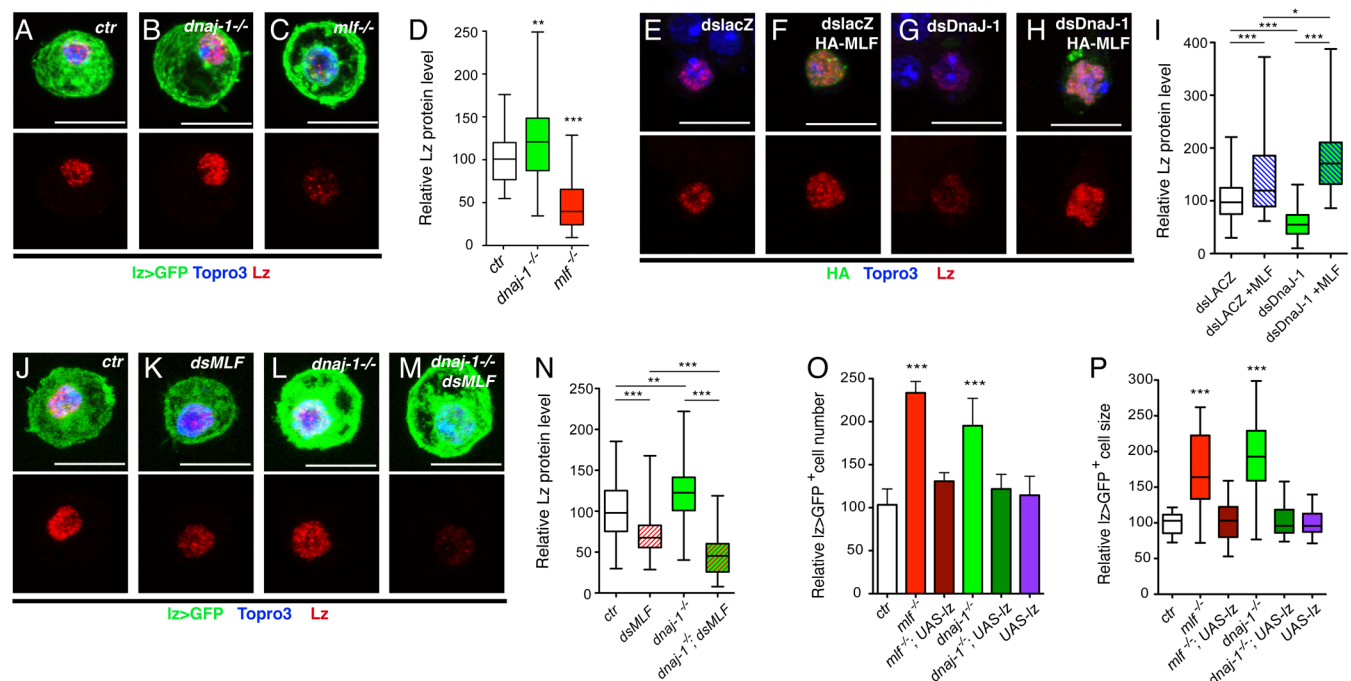 A ctr
B dnaj-1-/-
C mlf-/-
lz>GFP Topro3 Lz
D
Relative Lz protein level
250
200
150
100
50
0
**
***
ctr
dnaj-1 -/-
mlf -/-
E dslacZ
F dslacZ
HA-MLF
G dsDnaJ-1
H dsDnaJ-1
HA-MLF
HA Topro3 Lz
I
Relative Lz protein level
400
300
200
100
0
*
***
***
***
dsLACZ
dsLACZ +MLF
dsDnaJ-1
dsDnaJ-1 +MLF
J ctr
K dsMLF
L dnaj-1-/-
M dnaj-1-/-
dsMLF
lz>GFP Topro3 Lz
N
Relative Lz protein level
250
200
150
100
50
0
***
**
***
***
ctr
dsMLF
dnaj-1-/-
dnaj-1-/-; dsMLF
O
Relative lz>GFP + cell number
250
200
150
100
50
0
***
***
ctr
mlf -/-
mlf -/-; UAS-lz
dnaj-1-/-
dnaj-1-/-; UAS-lz
UAS-lz
P
Relative lz>GFP + cell size
300
250
200
150
100
50
0
***
***
ctr
mlf -/-
mlf -/-; UAS-lz
dnaj-1-/-
dnaj-1-/-; UAS-lz
UAS-lz